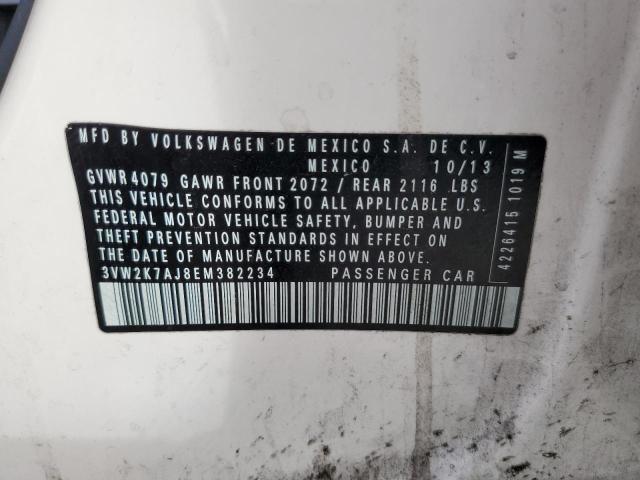 MFD BY VOLKSWAGEN DE MEXICO S.A. DE C.V.
MEXICO 10/13
GVWR 4079 GAWR FRONT 2072 / REAR 2116 LBS
THIS VEHICLE CONFORMS TO ALL APPLICABLE U.S.
FEDERAL MOTOR VEHICLE SAFETY, BUMPER AND
THEFT PREVENTION STANDARDS IN EFFECT ON
THE DATE OF MANUFACTURE SHOWN ABOVE.
3VW2K7AJ8EM382234 PASSENGER CAR
4226415 1019 M